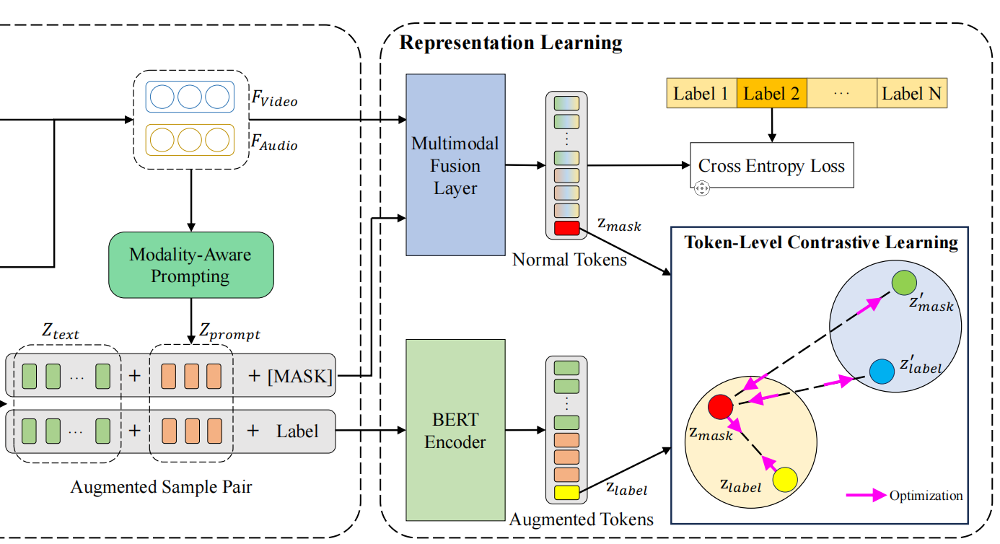 Representation Learning
F_Video
F_Audio
Label 1
Label 2
...
Label N
Multimodal
Fusion
Layer
Cross Entropy Loss
z_mask
Normal Tokens
Modality-Aware
Prompting
Token-Level Contrastive Learning
z'_mask
z'_label
z_mask
z_label
Optimization
Z_text
Z_prompt
... + + [MASK]
... + + Label
Augmented Sample Pair
BERT
Encoder
z_label
Augmented Tokens